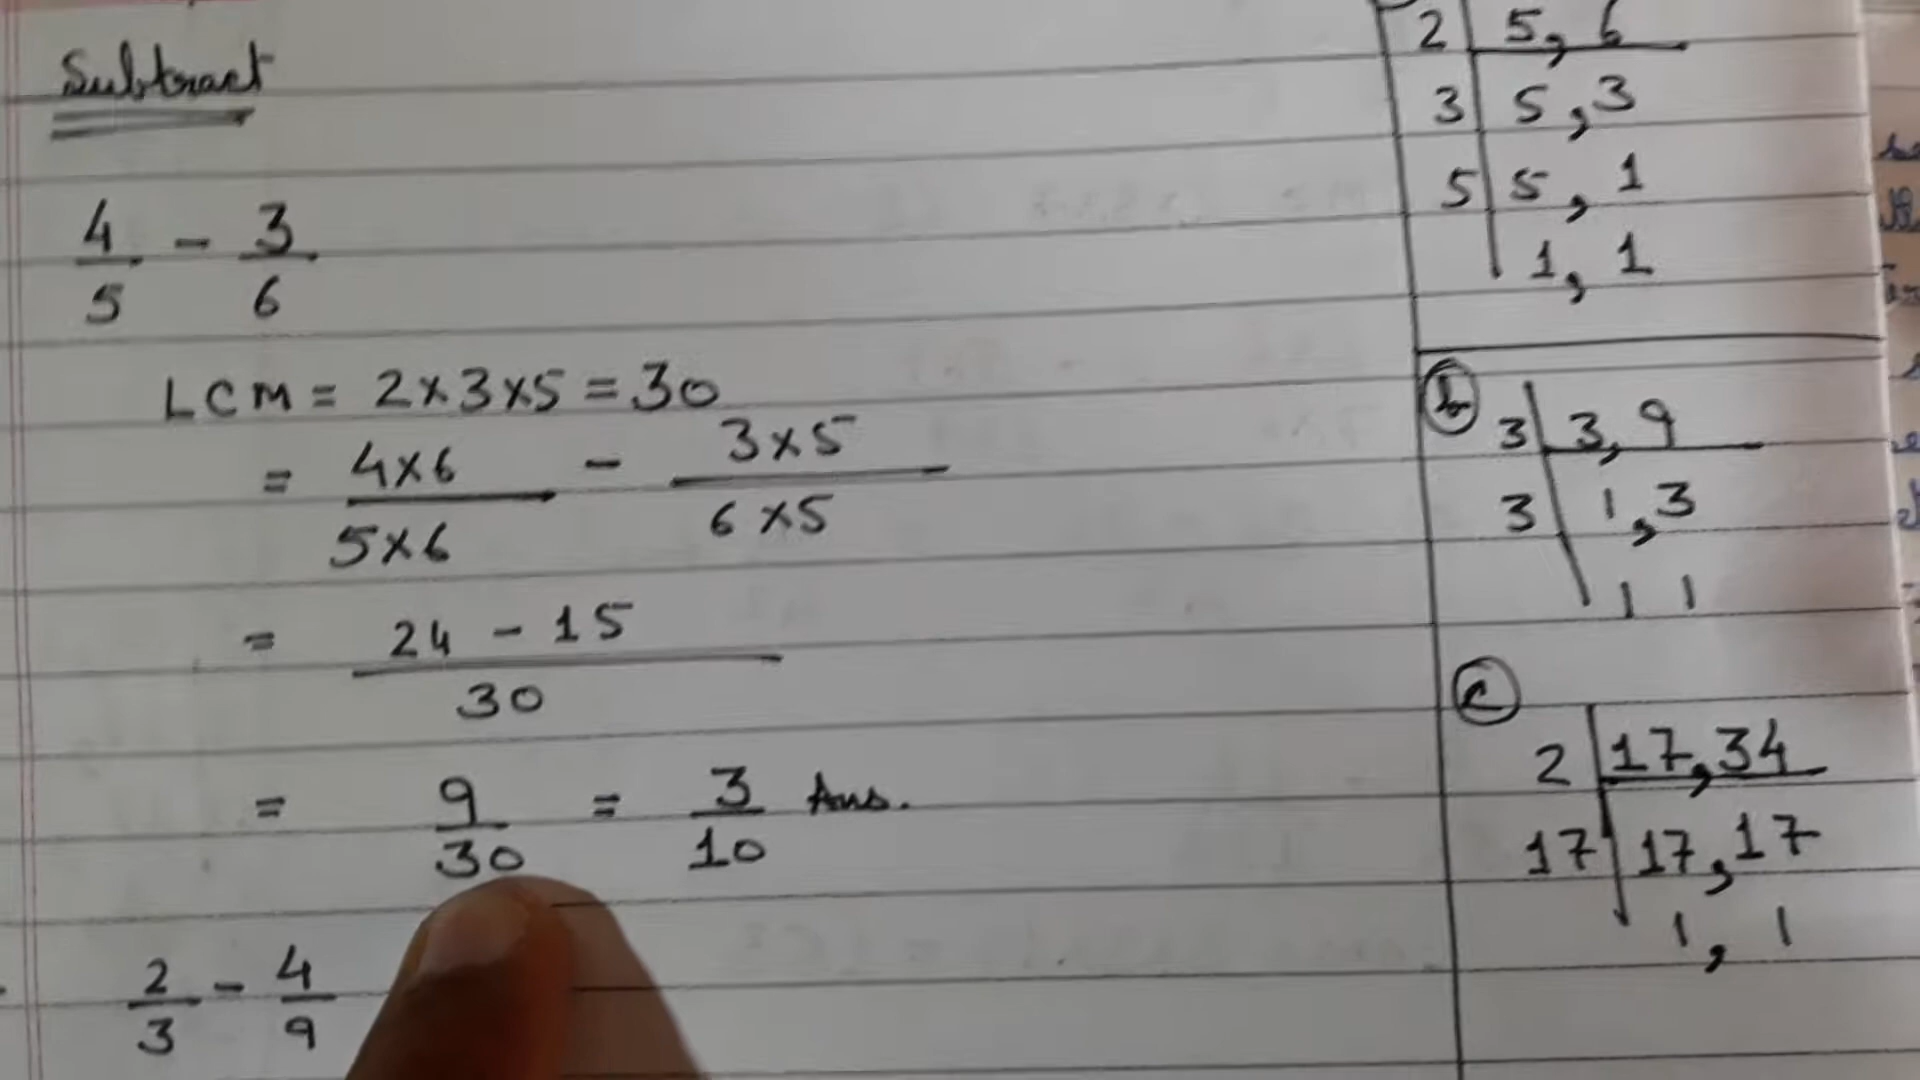 Subtract
4/5 - 3/6
LCM = 2×3×5 = 30
= 4×6/5×6 - 3×5/6×5
= 24 - 15/30
= 9/30 = 3/10 Ans.
2/3 - 4/9
2 | 5, 6
3 | 5, 3
5 | 5, 1
1, 1
(b) 3 | 3, 9
3 | 1, 3
1 1
(c)
2 | 17, 34
17 | 17, 17
1, 1